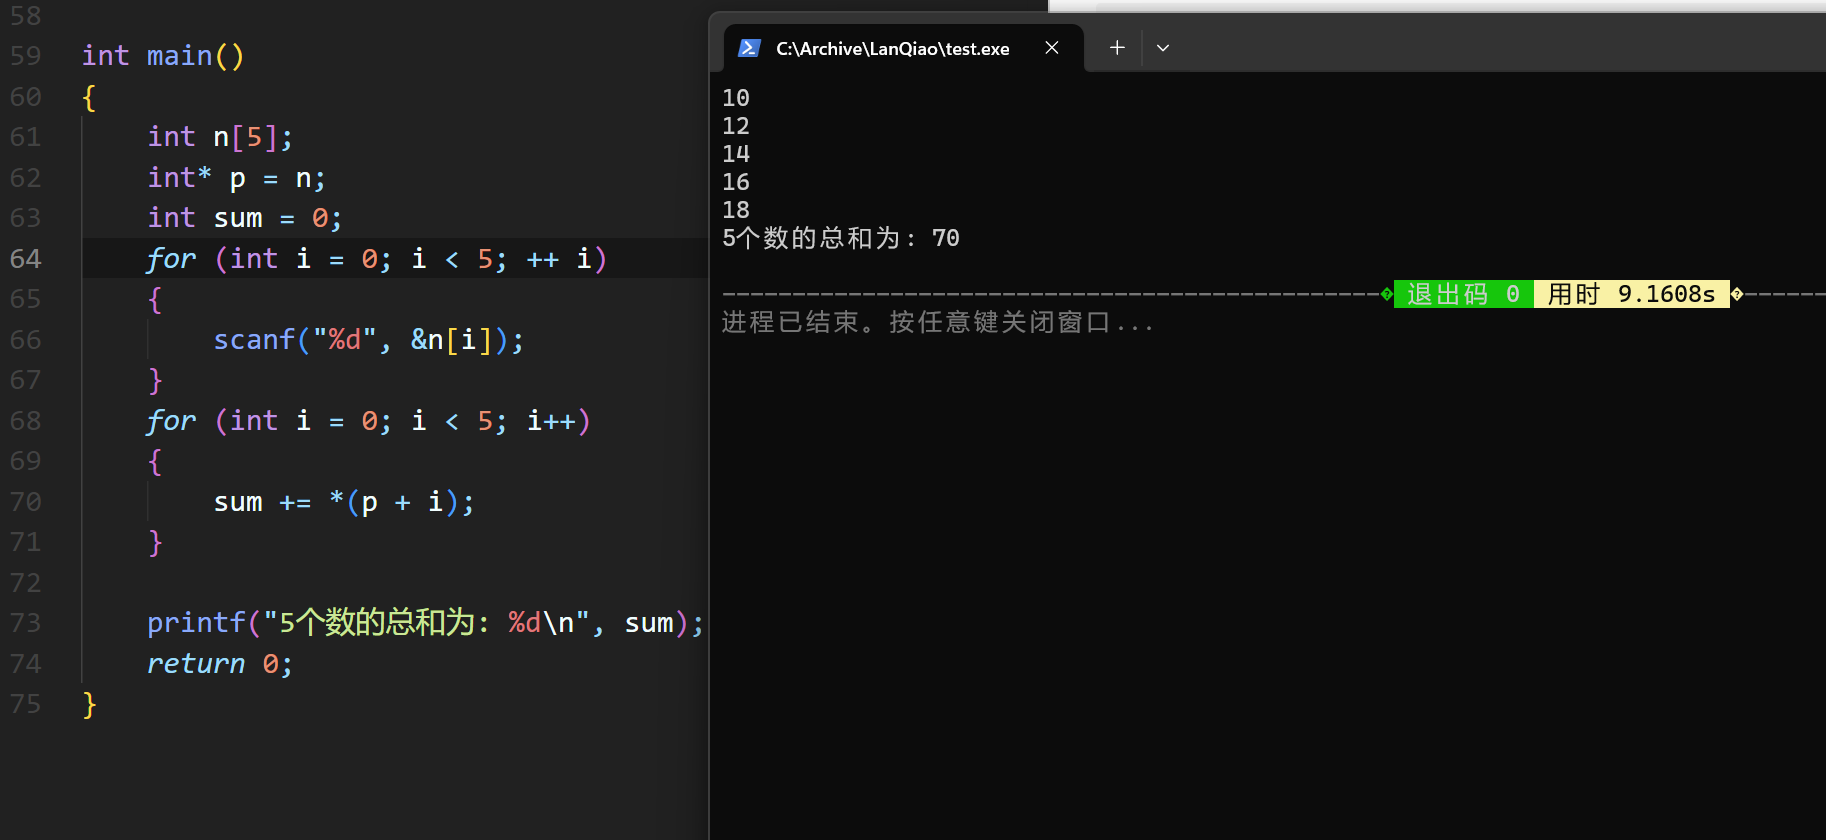 58
59 int main()
60 {
61 int n[5];
62 int* p = n;
63 int sum = 0;
64 for (int i = 0; i < 5; ++ i)
65 {
66 scanf("%d", &n[i]);
67 }
68 for (int i = 0; i < 5; i++)
69 {
70 sum += *(p + i);
71 }
72
73 printf("5个数的总和为: %d\n", sum);
74 return 0;
75 }
C:\Archive\LanQiao\test.exe
10
12
14
16
18
5个数的总和为: 70
退出码 0 用时 9.1608s
进程已结束。按任意键关闭窗口...